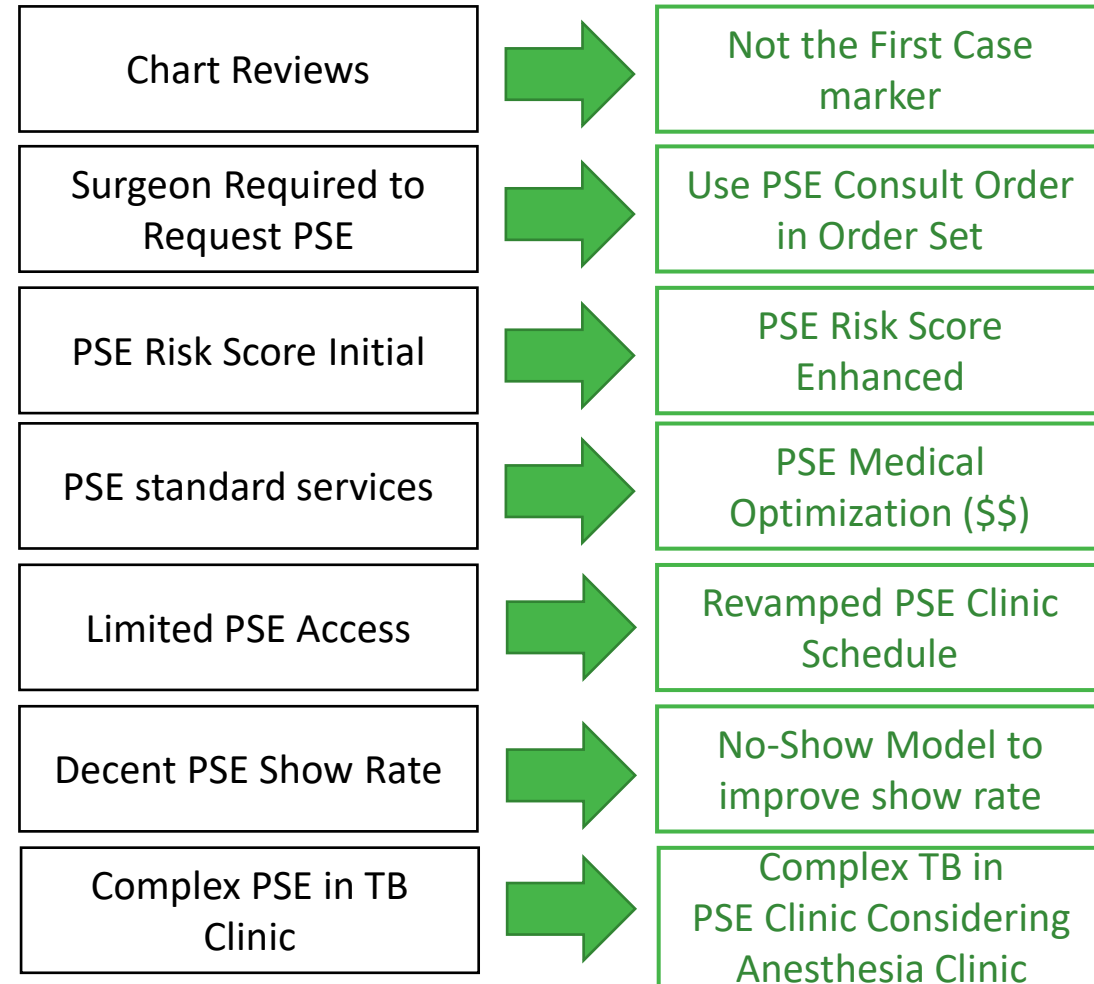 Chart Reviews
Not the First Case
marker
Surgeon Required to
Request PSE
Use PSE Consult Order
in Order Set
PSE Risk Score Initial
PSE Risk Score
Enhanced
PSE standard services
PSE Medical
Optimization ($$)
Limited PSE Access
Revamped PSE Clinic
Schedule
Decent PSE Show Rate
No-Show Model to
improve show rate
Complex PSE in TB
Clinic
Complex TB in
PSE Clinic Considering
Anesthesia Clinic